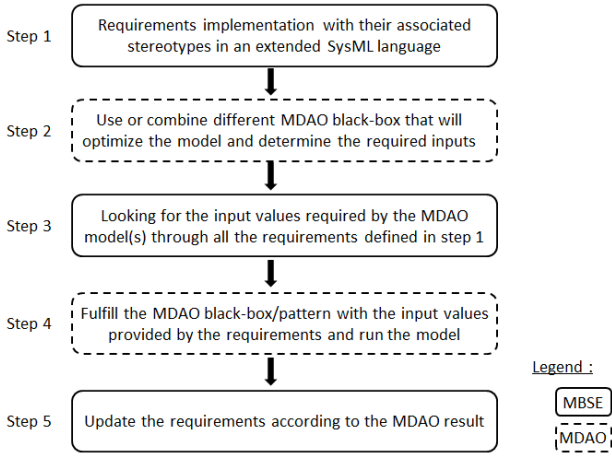 Step 1
Requirements implementation with their associated
stereotypes in an extended SysML language
Step 2
Use or combine different MDAO black-box that will
optimize the model and determine the required inputs
Step 3
Looking for the input values required by the MDAO
model(s) through all the requirements defined in step 1
Step 4
Fulfill the MDAO black-box/pattern with the input values
provided by the requirements and run the model
Step 5
Update the requirements according to the MDAO result
Legend :
MBSE
MDAO